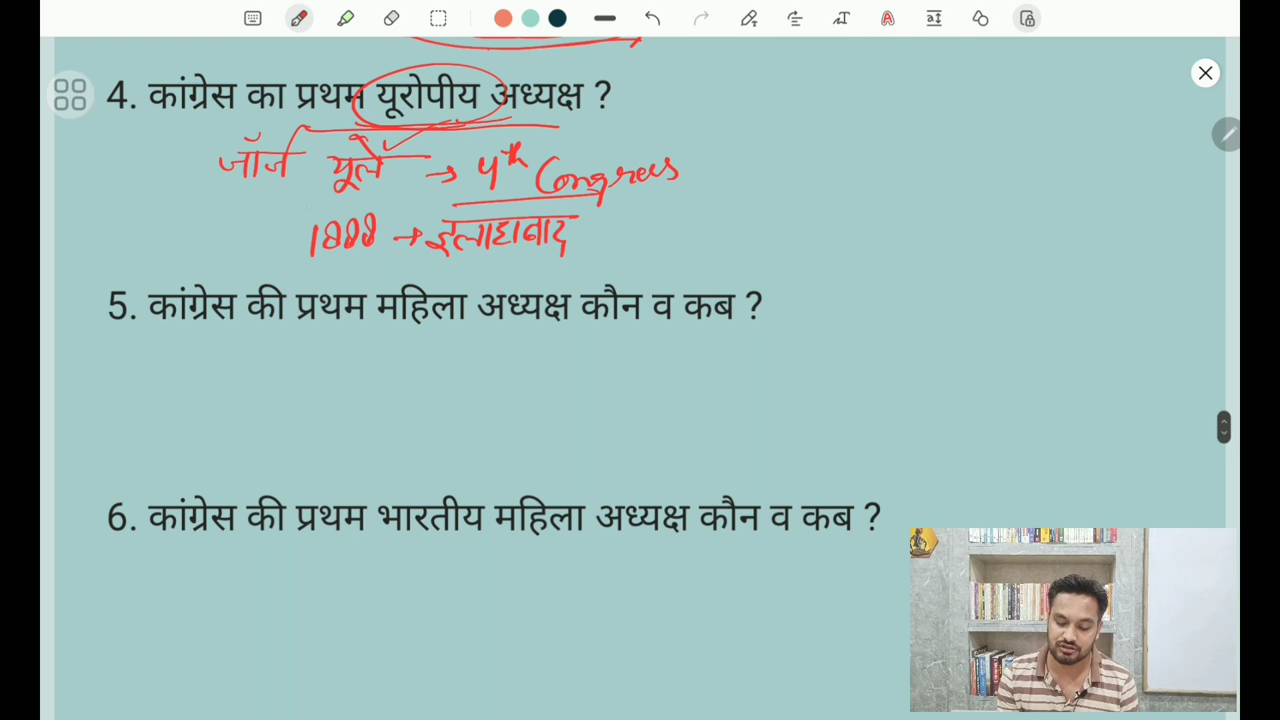 4. कांग्रेस का प्रथम यूरोपीय अध्यक्ष ?
जॉर्ज यूले → 4th Congrees
1888 → इलाहाबाद
5. कांग्रेस की प्रथम महिला अध्यक्ष कौन व कब ?
6. कांग्रेस की प्रथम भारतीय महिला अध्यक्ष कौन व कब ?